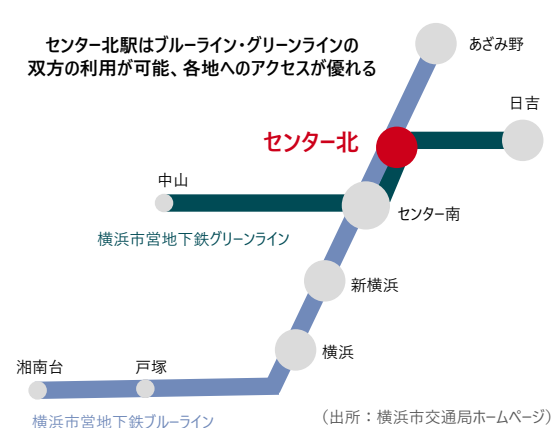 センター北駅はブルーライン・グリーンラインの
双方の利用が可能、各地へのアクセスが優れる
あざみ野
日吉
センター北
中山
センター南
横浜市営地下鉄グリーンライン
新横浜
横浜
湘南台
戸塚
横浜市営地下鉄ブルーライン
（出所：横浜市交通局ホームページ）